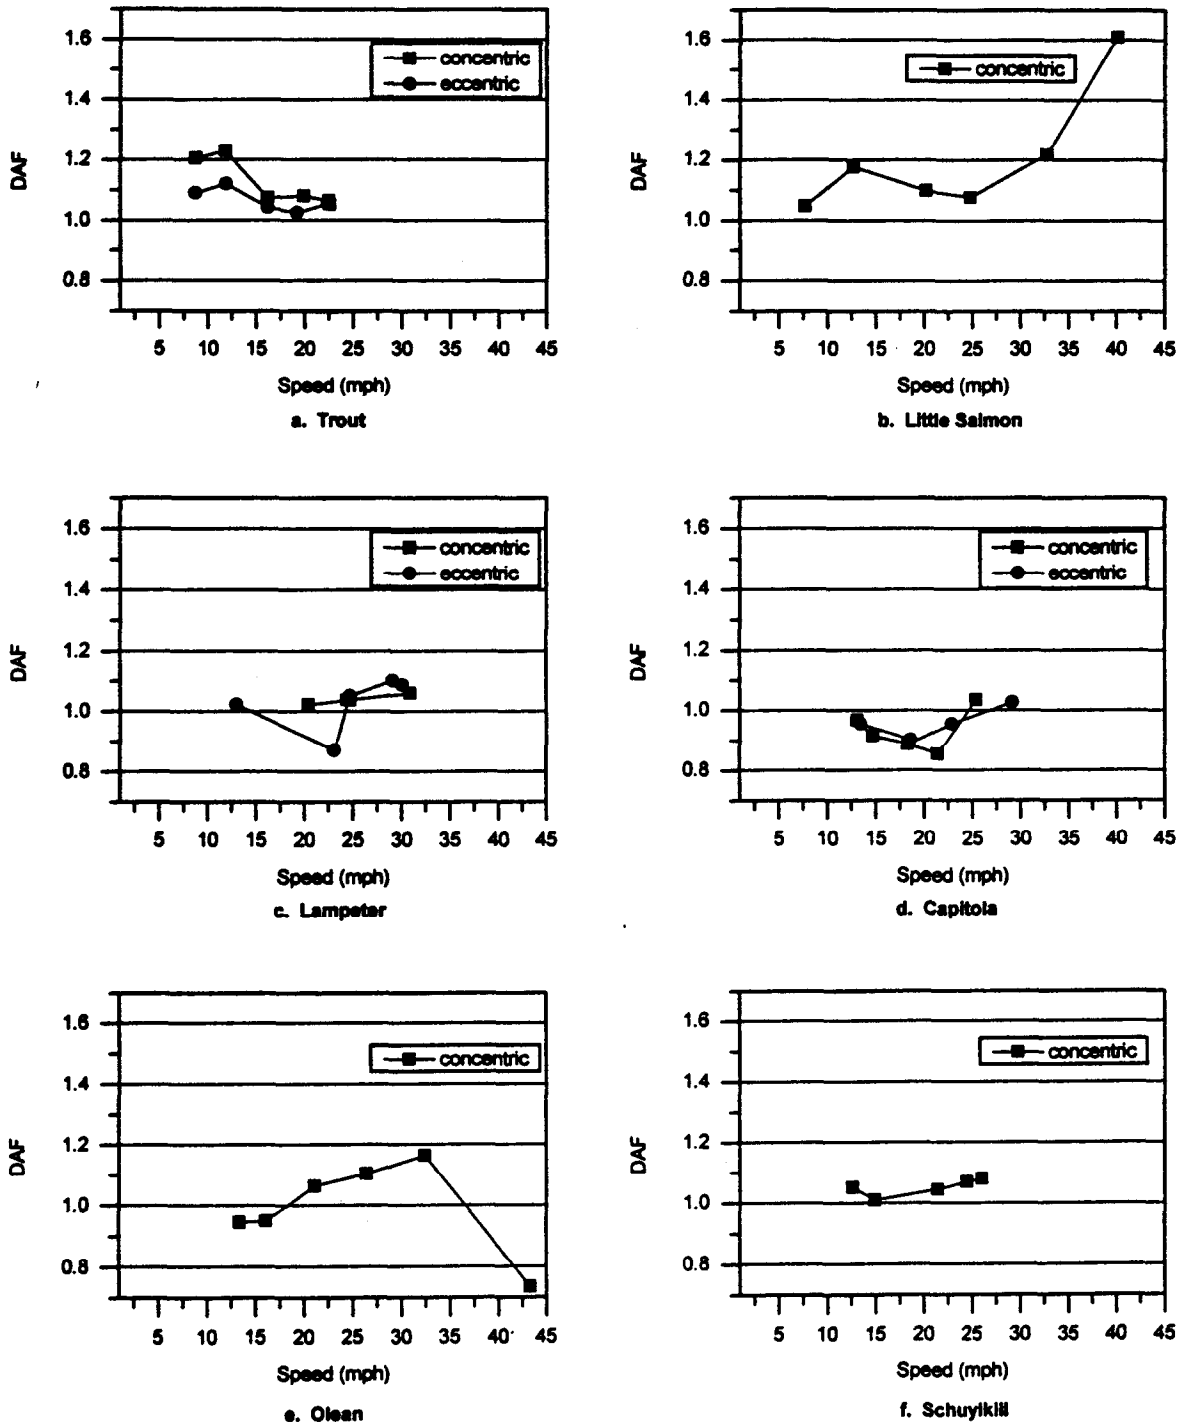 DAF
1.6
1.4
1.2
1.0
0.8
concentric
eccentric
5 10 15 20 25 30 35 40 45
Speed (mph)
a. Trout
DAF
1.6
1.4
1.2
1.0
0.8
concentric
5 10 15 20 25 30 35 40 45
Speed (mph)
b. Little Salmon
DAF
1.6
1.4
1.2
1.0
0.8
concentric
eccentric
5 10 15 20 25 30 35 40 45
Speed (mph)
c. Lampeter
DAF
1.6
1.4
1.2
1.0
0.8
concentric
eccentric
5 10 15 20 25 30 35 40 45
Speed (mph)
d. Capitola
DAF
1.6
1.4
1.2
1.0
0.8
concentric
5 10 15 20 25 30 35 40 45
Speed (mph)
e. Olean
DAF
1.6
1.4
1.2
1.0
0.8
concentric
5 10 15 20 25 30 35 40 45
Speed (mph)
f. Schuylkill